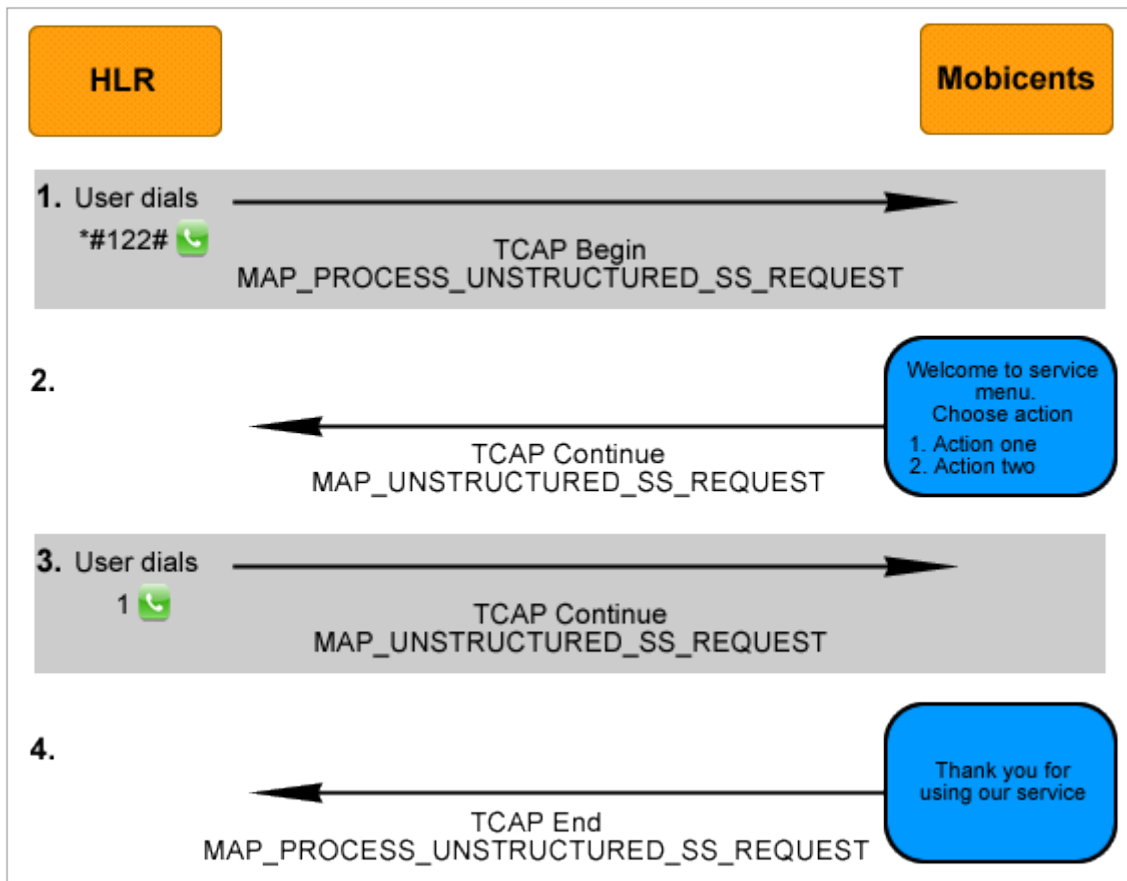 HLR
Mobicents
1. User dials
*#122#
TCAP Begin
MAP_PROCESS_UNSTRUCTURED_SS_REQUEST
2.
Welcome to service
menu.
Choose action
1. Action one
2. Action two
TCAP Continue
MAP_UNSTRUCTURED_SS_REQUEST
3. User dials
1
TCAP Continue
MAP_UNSTRUCTURED_SS_REQUEST
4.
Thank you for
using our service
TCAP End
MAP_PROCESS_UNSTRUCTURED_SS_REQUEST